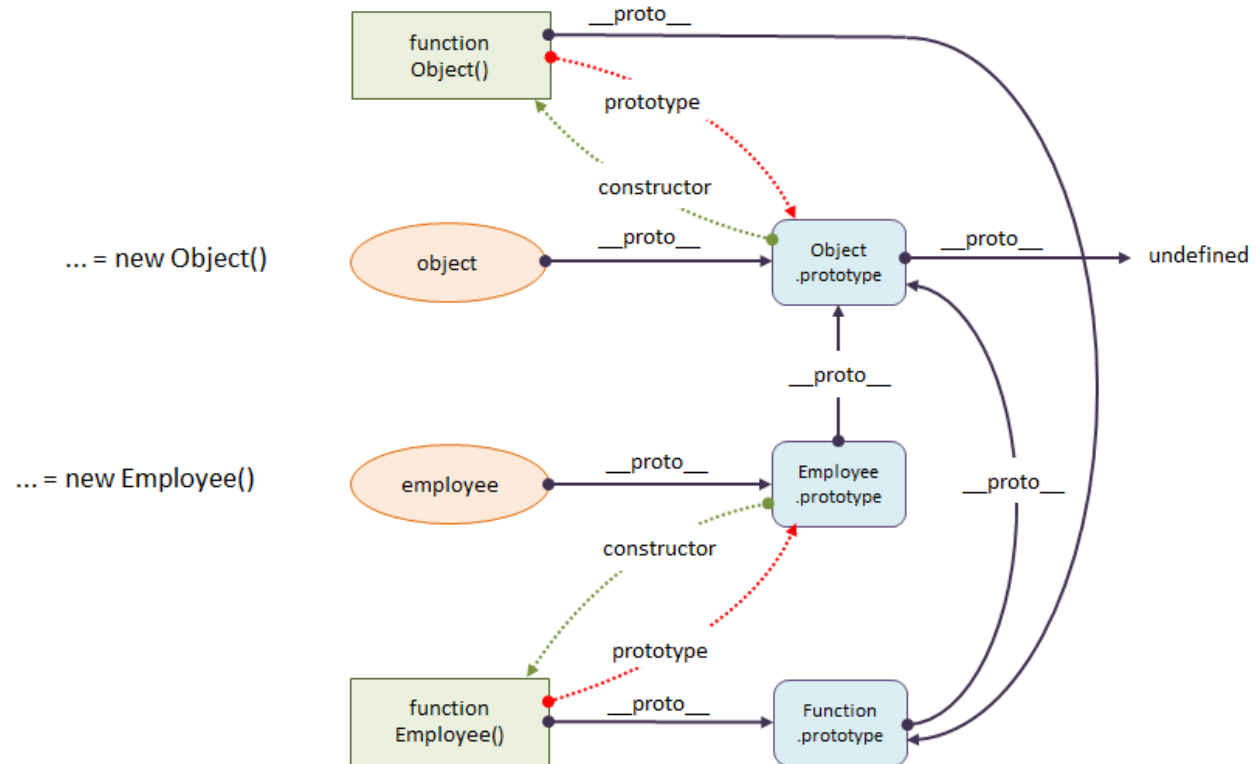 __proto__
function
Object()
prototype
constructor
... = new Object()
object
__proto__
Object
.prototype
__proto__
undefined
__proto__
... = new Employee()
employee
__proto__
Employee
.prototype
__proto__
constructor
prototype
function
Employee()
__proto__
Function
.prototype